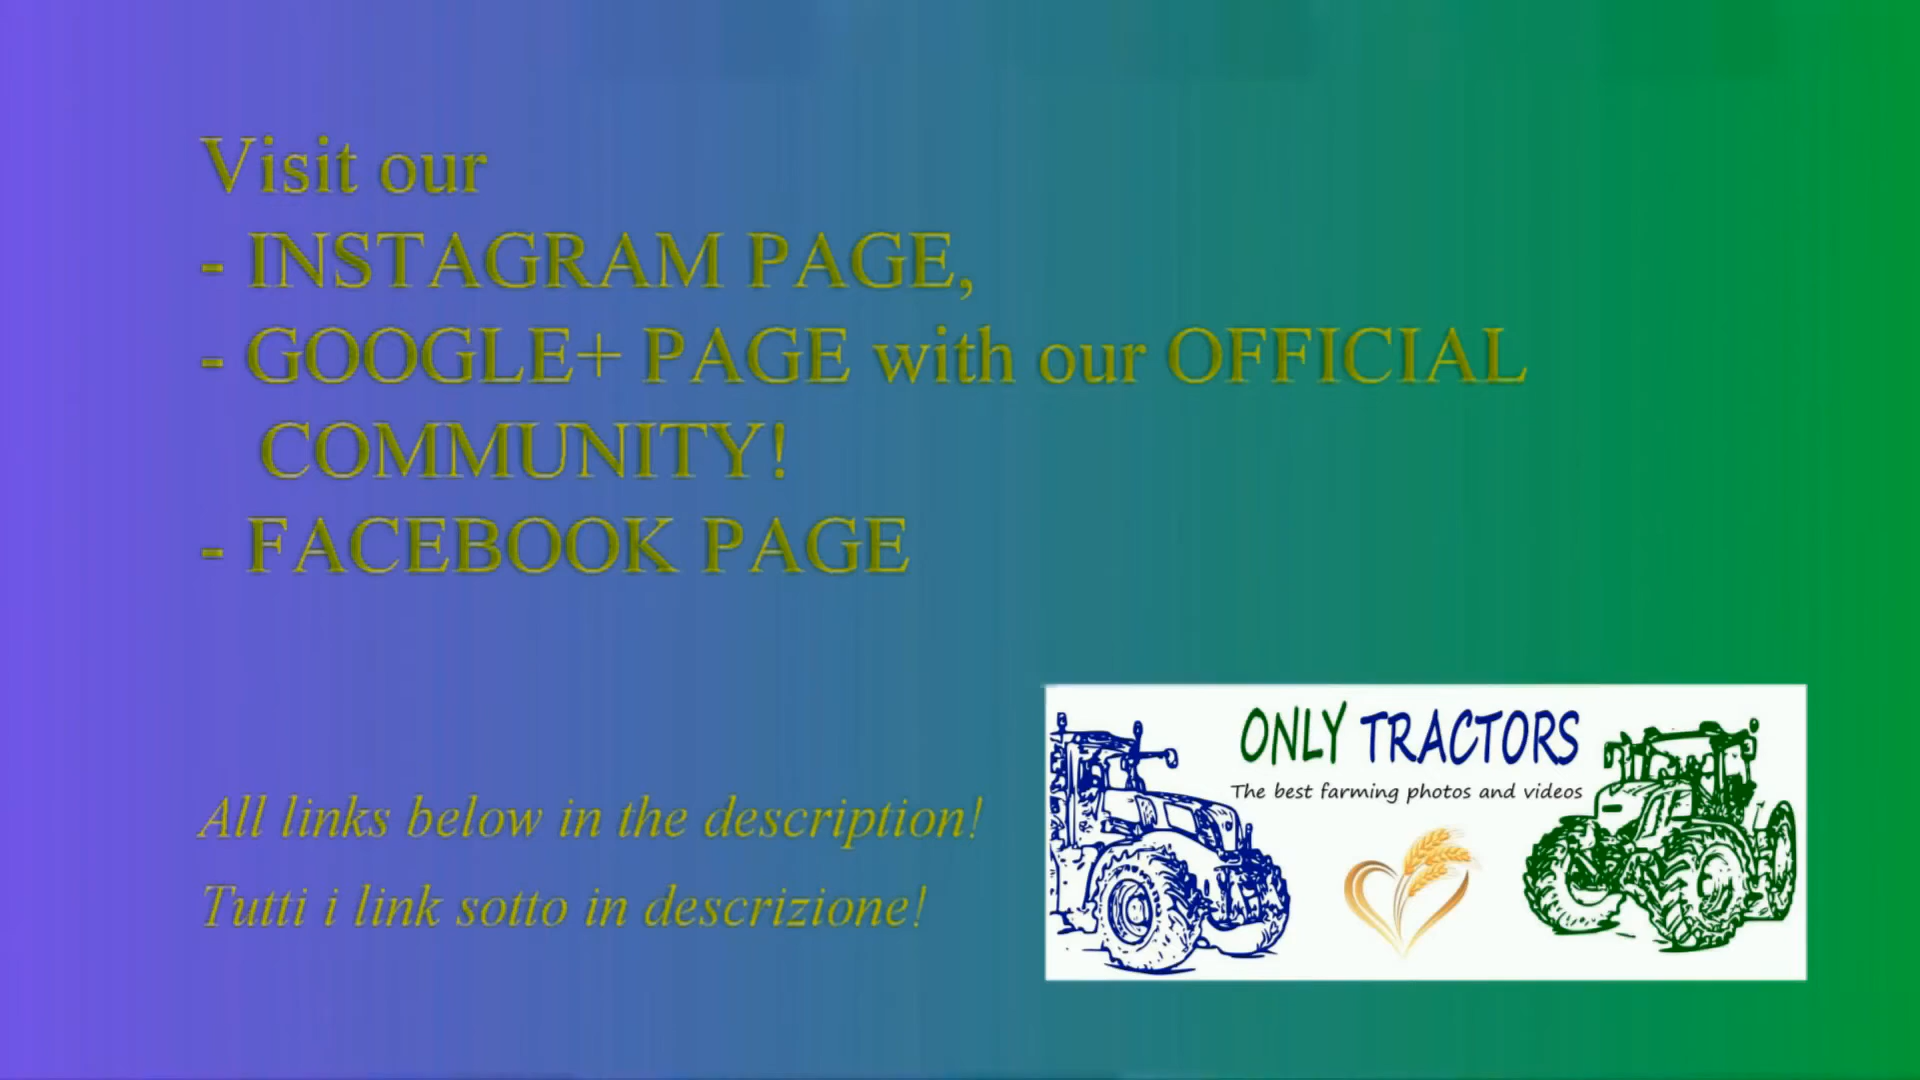 Visit our
- INSTAGRAM PAGE,
- GOOGLE+ PAGE with our OFFICIAL
COMMUNITY!
- FACEBOOK PAGE
All links below in the description!
Tutti i link sotto in descrizione!
ONLY TRACTORS
The best farming photos and videos